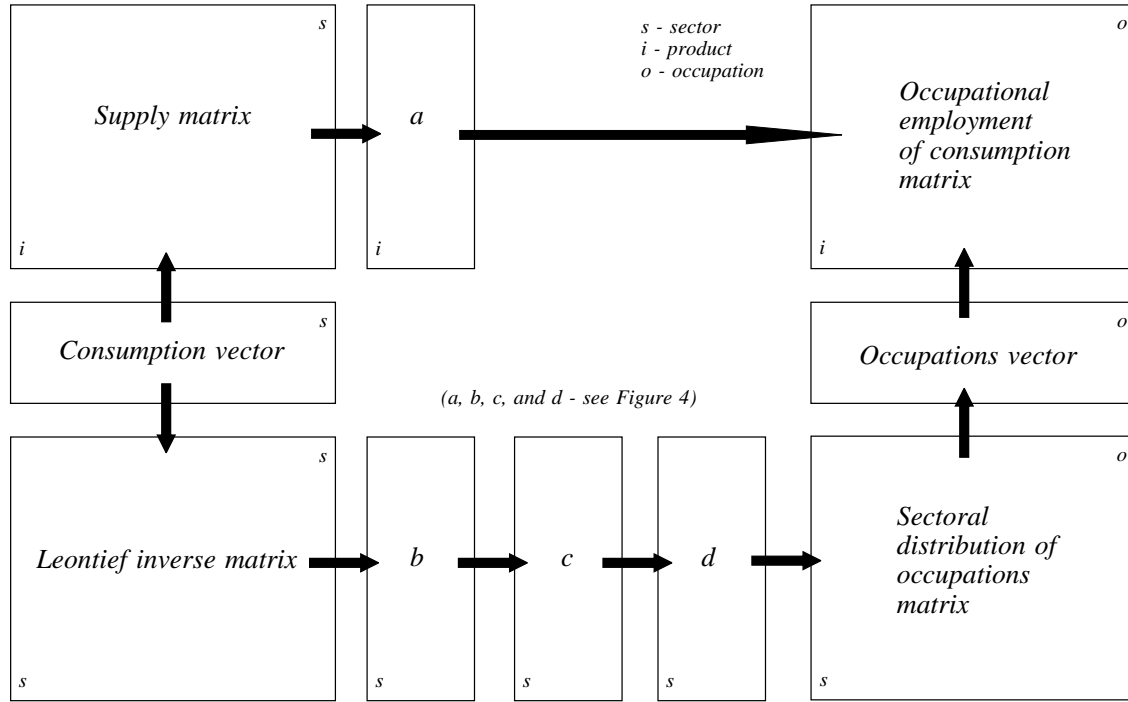 s
s - sector
i - product
o - occupation
o
Supply matrix
a
Occupational
employment
of consumption
matrix
i
i
i
s
Consumption vector
o
Occupations vector
(a, b, c, and d - see Figure 4)
s
o
Leontief inverse matrix
b
c
d
Sectoral
distribution of
occupations
matrix
s
s
s
s
s